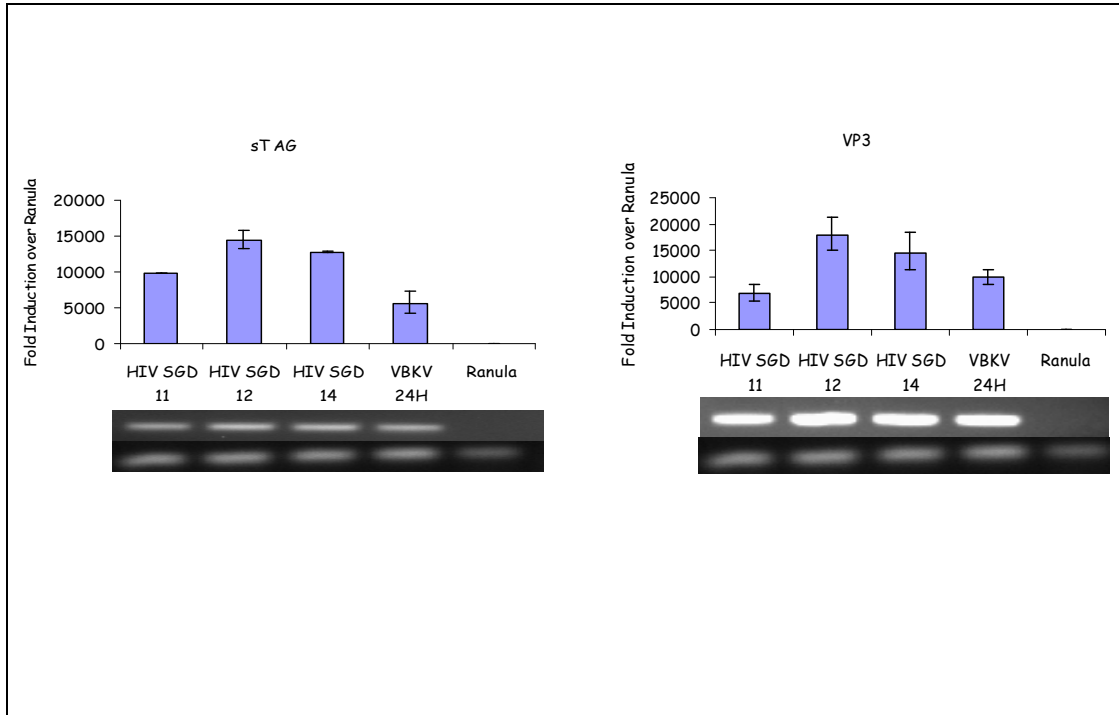 sT AG
Fold Induction over Ranula
20000
15000
10000
5000
0
HIV SGD
11
HIV SGD
12
HIV SGD
14
VBKV
24H
Ranula
VP3
Fold Induction over Ranula
25000
20000
15000
10000
5000
0
HIV SGD
11
HIV SGD
12
HIV SGD
14
VBKV
24H
Ranula